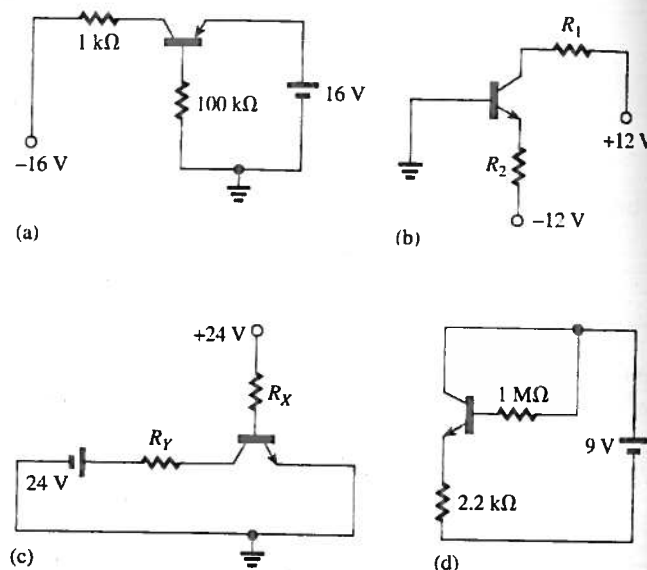 1 kΩ
100 kΩ
16 V
−16 V
(a)
R1
+12 V
R2
−12 V
(b)
+24 V
RX
RY
24 V
(c)
1 MΩ
9 V
2.2 kΩ
(d)